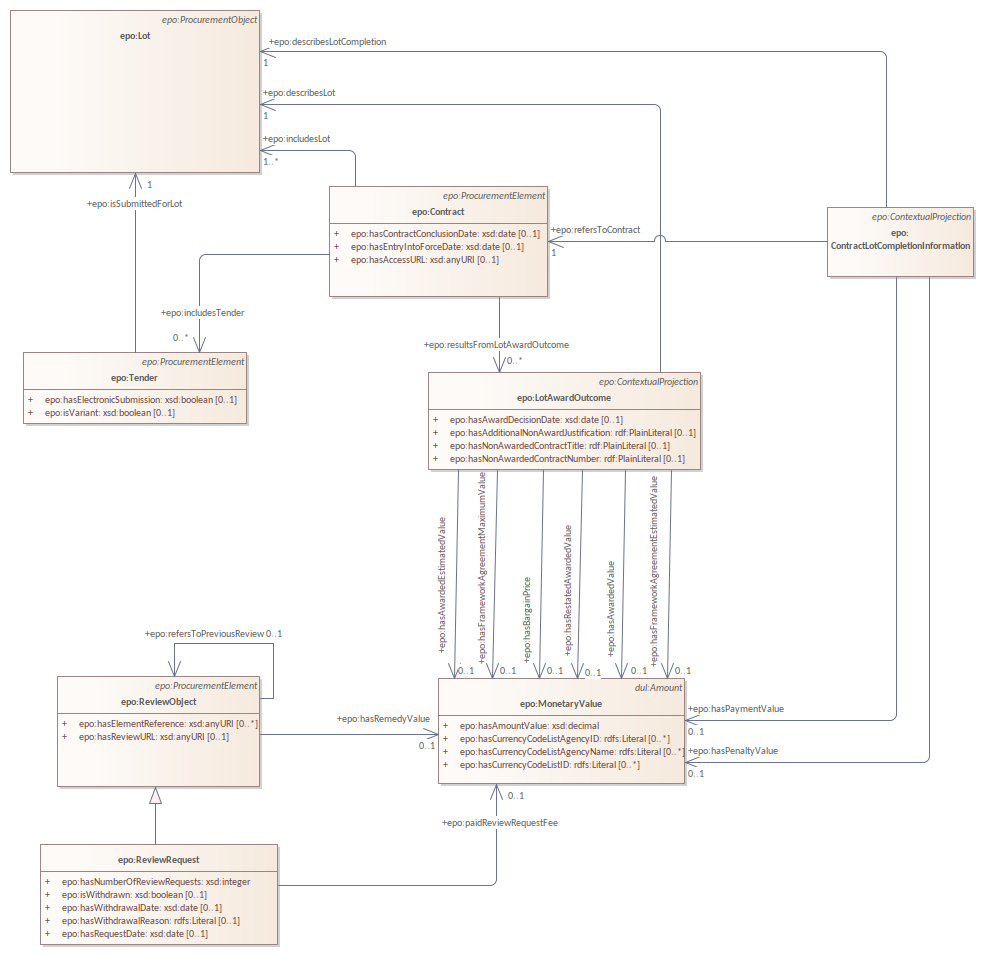 epo:ProcurementObject
epo:Lot
+epo:describesLotCompletion
1
+epo:describesLot
1
+epo:includesLot
1..*
1
+epo:isSubmittedForLot
epo:ProcurementElement
epo:Contract
+ epo:hasContractConclusionDate: xsd:date [0..1]
+ epo:hasEntryIntoForceDate: xsd:date [0..1]
+ epo:hasAccessURL: xsd:anyURI [0..1]
+epo:refersToContract
1
epo:ContextualProjection
epo:
ContractLotCompletionInformation
+epo:includesTender
0..*
+epo:resultsFromLotAwardOutcome
0..*
epo:ProcurementElement
epo:Tender
+ epo:hasElectronicSubmission: xsd:boolean [0..1]
+ epo:isVariant: xsd:boolean [0..1]
epo:ContextualProjection
epo:LotAwardOutcome
+ epo:hasAwardDecisionDate: xsd:date [0..1]
+ epo:hasAdditionalNonAwardJustification: rdf:PlainLiteral [0..1]
+ epo:hasNonAwardedContractTitle: rdf:PlainLiteral [0..1]
+ epo:hasNonAwardedContractNumber: rdf:PlainLiteral [0..1]
+epo:hasAwardedEstimatedValue
0..1
+epo:hasFrameworkAgreementMaximumValue
0..1
+epo:hasBargainPrice
0..1
+epo:hasRestatedAwardedValue
0..1
+epo:hasAwardedValue
0..1
+epo:hasFrameworkAgreementEstimatedValue
0..1
+epo:refersToPreviousReview 0..1
epo:ProcurementElement
epo:ReviewObject
+ epo:hasElementReference: xsd:anyURI [0..*]
+ epo:hasReviewURL: xsd:anyURI [0..1]
+epo:hasRemedyValue
0..1
dul:Amount
epo:MonetaryValue
+ epo:hasAmountValue: xsd:decimal
+ epo:hasCurrencyCodeListAgencyID: rdfs:Literal [0..*]
+ epo:hasCurrencyCodeListAgencyName: rdfs:Literal [0..*]
+ epo:hasCurrencyCodeListID: rdfs:Literal [0..*]
+epo:hasPaymentValue
0..1
+epo:hasPenaltyValue
0..1
0..1
+epo:paidReviewRequestFee
epo:ReviewRequest
+ epo:hasNumberOfReviewRequests: xsd:integer
+ epo:isWithdrawn: xsd:boolean [0..1]
+ epo:hasWithdrawalDate: xsd:date [0..1]
+ epo:hasWithdrawalReason: rdfs:Literal [0..1]
+ epo:hasRequestDate: xsd:date [0..1]